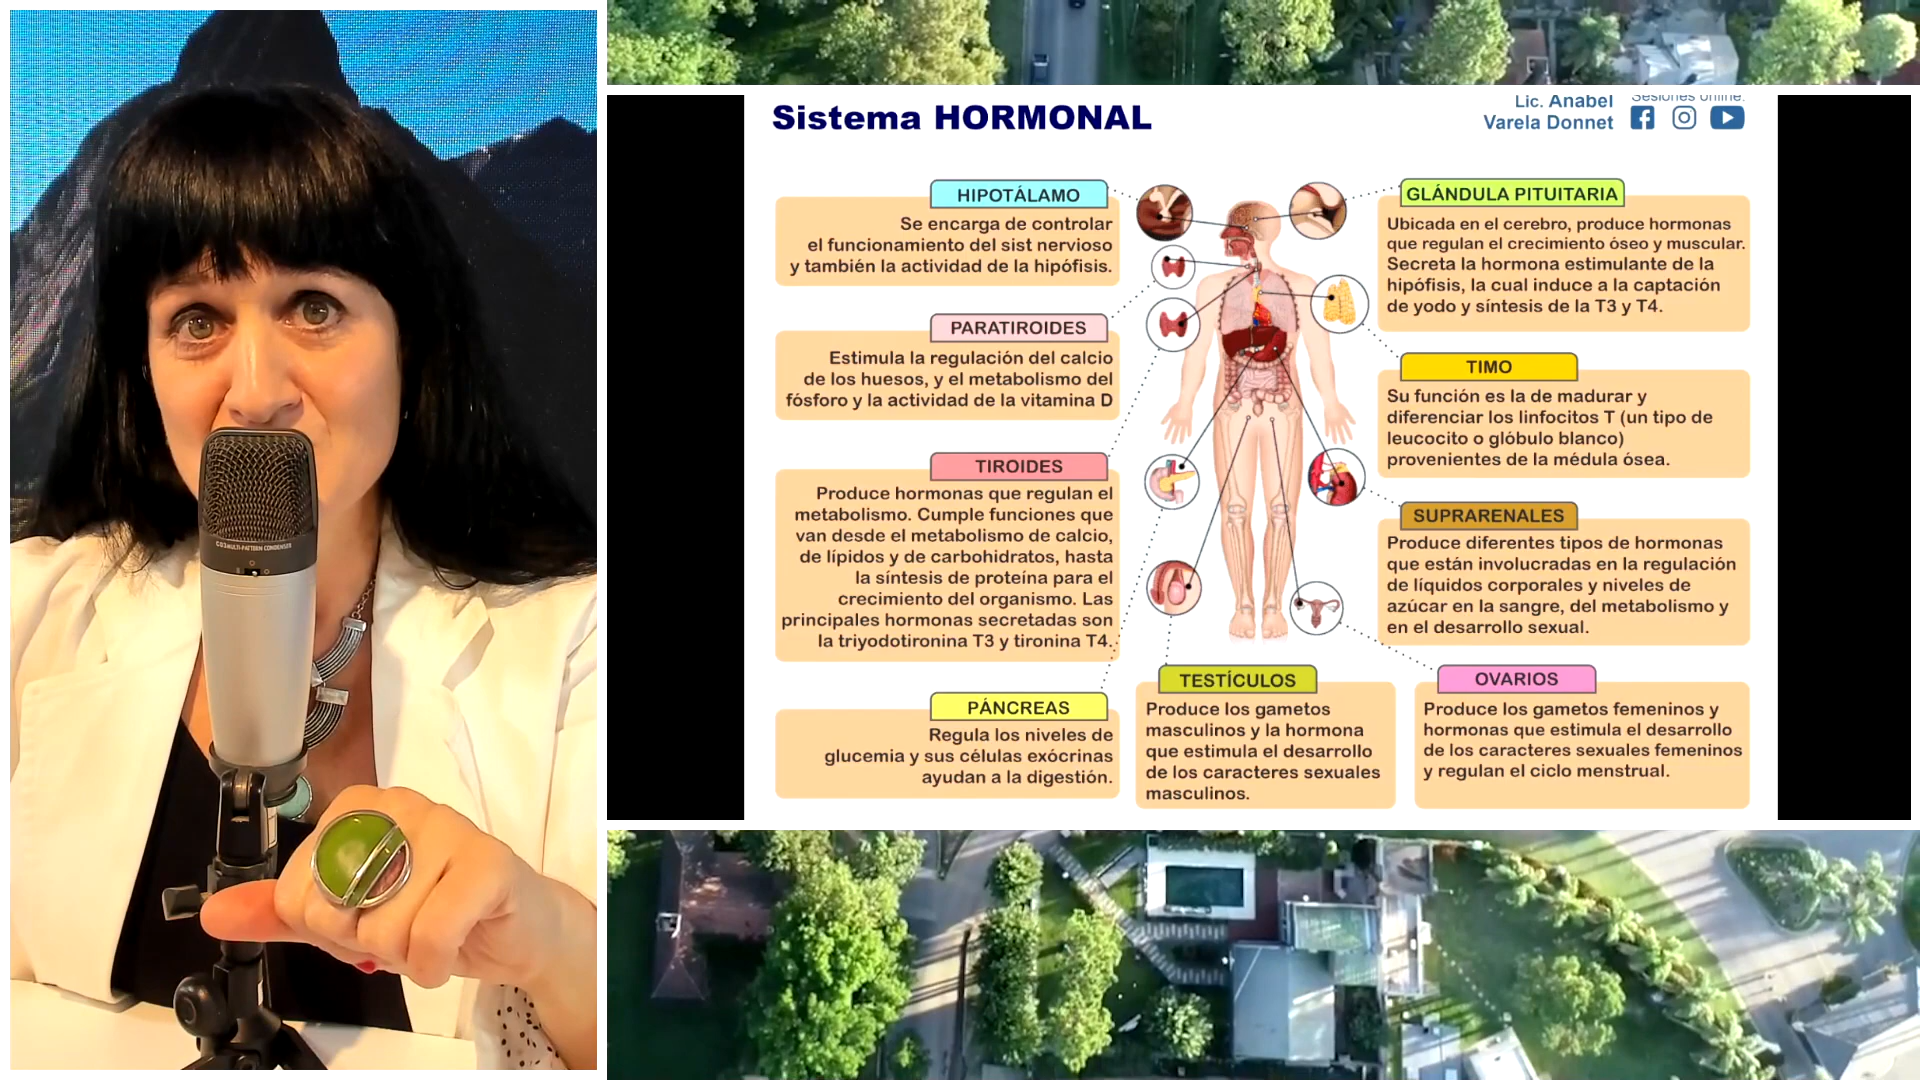 Sistema HORMONAL
Lic. Anabel
Varela Donnet
Sesiones online:
HIPOTÁLAMO
Se encarga de controlar
el funcionamiento del sist nervioso
y también la actividad de la hipófisis.
PARATIROIDES
Estimula la regulación del calcio
de los huesos, y el metabolismo del
fósforo y la actividad de la vitamina D
TIROIDES
Produce hormonas que regulan el
metabolismo. Cumple funciones que
van desde el metabolismo de calcio,
de lípidos y de carbohidratos, hasta
la síntesis de proteína para el
crecimiento del organismo. Las
principales hormonas secretadas son
la triyodotironina T3 y tironina T4.
PÁNCREAS
Regula los niveles de
glucemia y sus células exócrinas
ayudan a la digestión.
GLÁNDULA PITUITARIA
Ubicada en el cerebro, produce hormonas
que regulan el crecimiento óseo y muscular.
Secreta la hormona estimulante de la
hipófisis, la cual induce a la captación
de yodo y síntesis de la T3 y T4.
TIMO
Su función es la de madurar y
diferenciar los linfocitos T (un tipo de
leucocito o glóbulo blanco)
provenientes de la médula ósea.
SUPRARENALES
Produce diferentes tipos de hormonas
que están involucradas en la regulación
de líquidos corporales y niveles de
azúcar en la sangre, del metabolismo y
en el desarrollo sexual.
TESTÍCULOS
Produce los gametos
masculinos y la hormona
que estimula el desarrollo
de los caracteres sexuales
masculinos.
OVARIOS
Produce los gametos femeninos y
hormonas que estimula el desarrollo
de los caracteres sexuales femeninos
y regulan el ciclo menstrual.
C03 MULTI-PATTERN CONDENSER